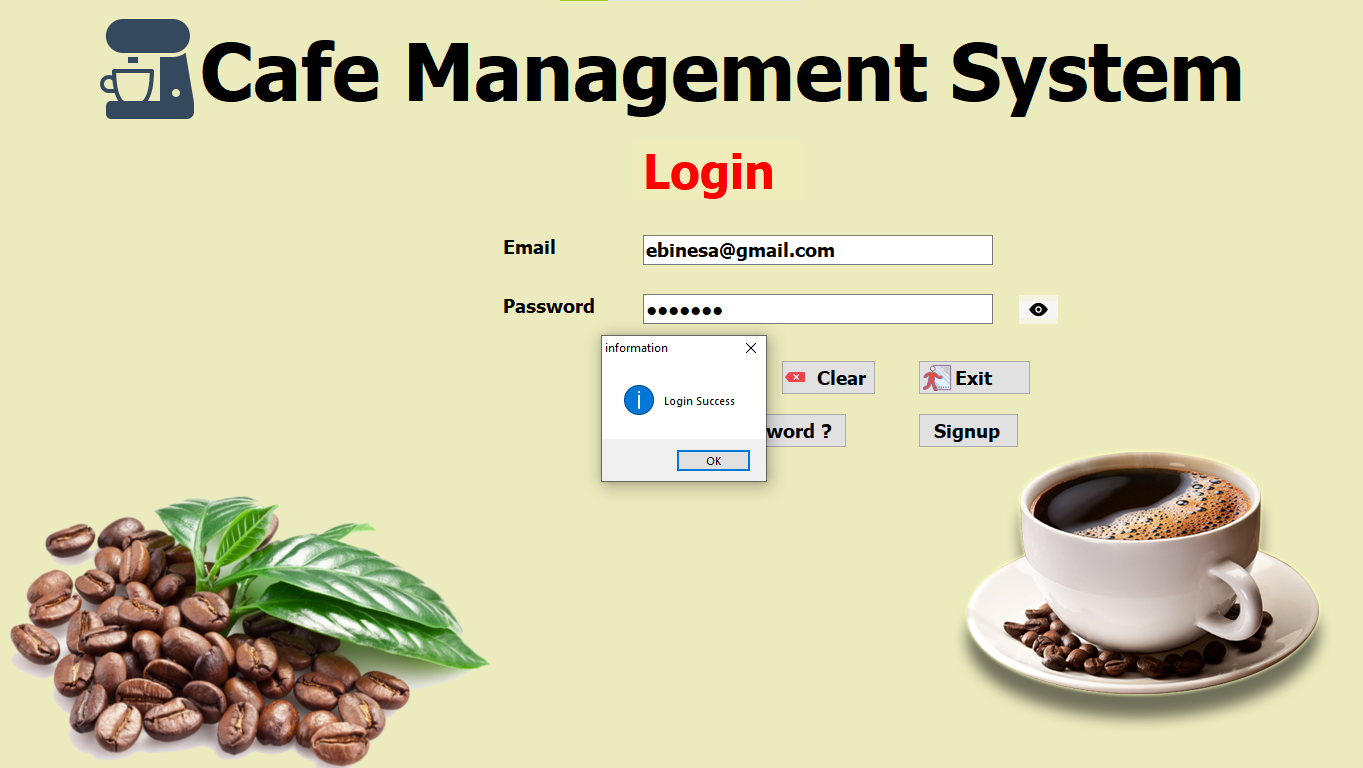 Cafe Management System
Login
Email
ebinesa@gmail.com
Password
•••••••
information
Login Success
OK
Clear
Exit
word ?
Signup